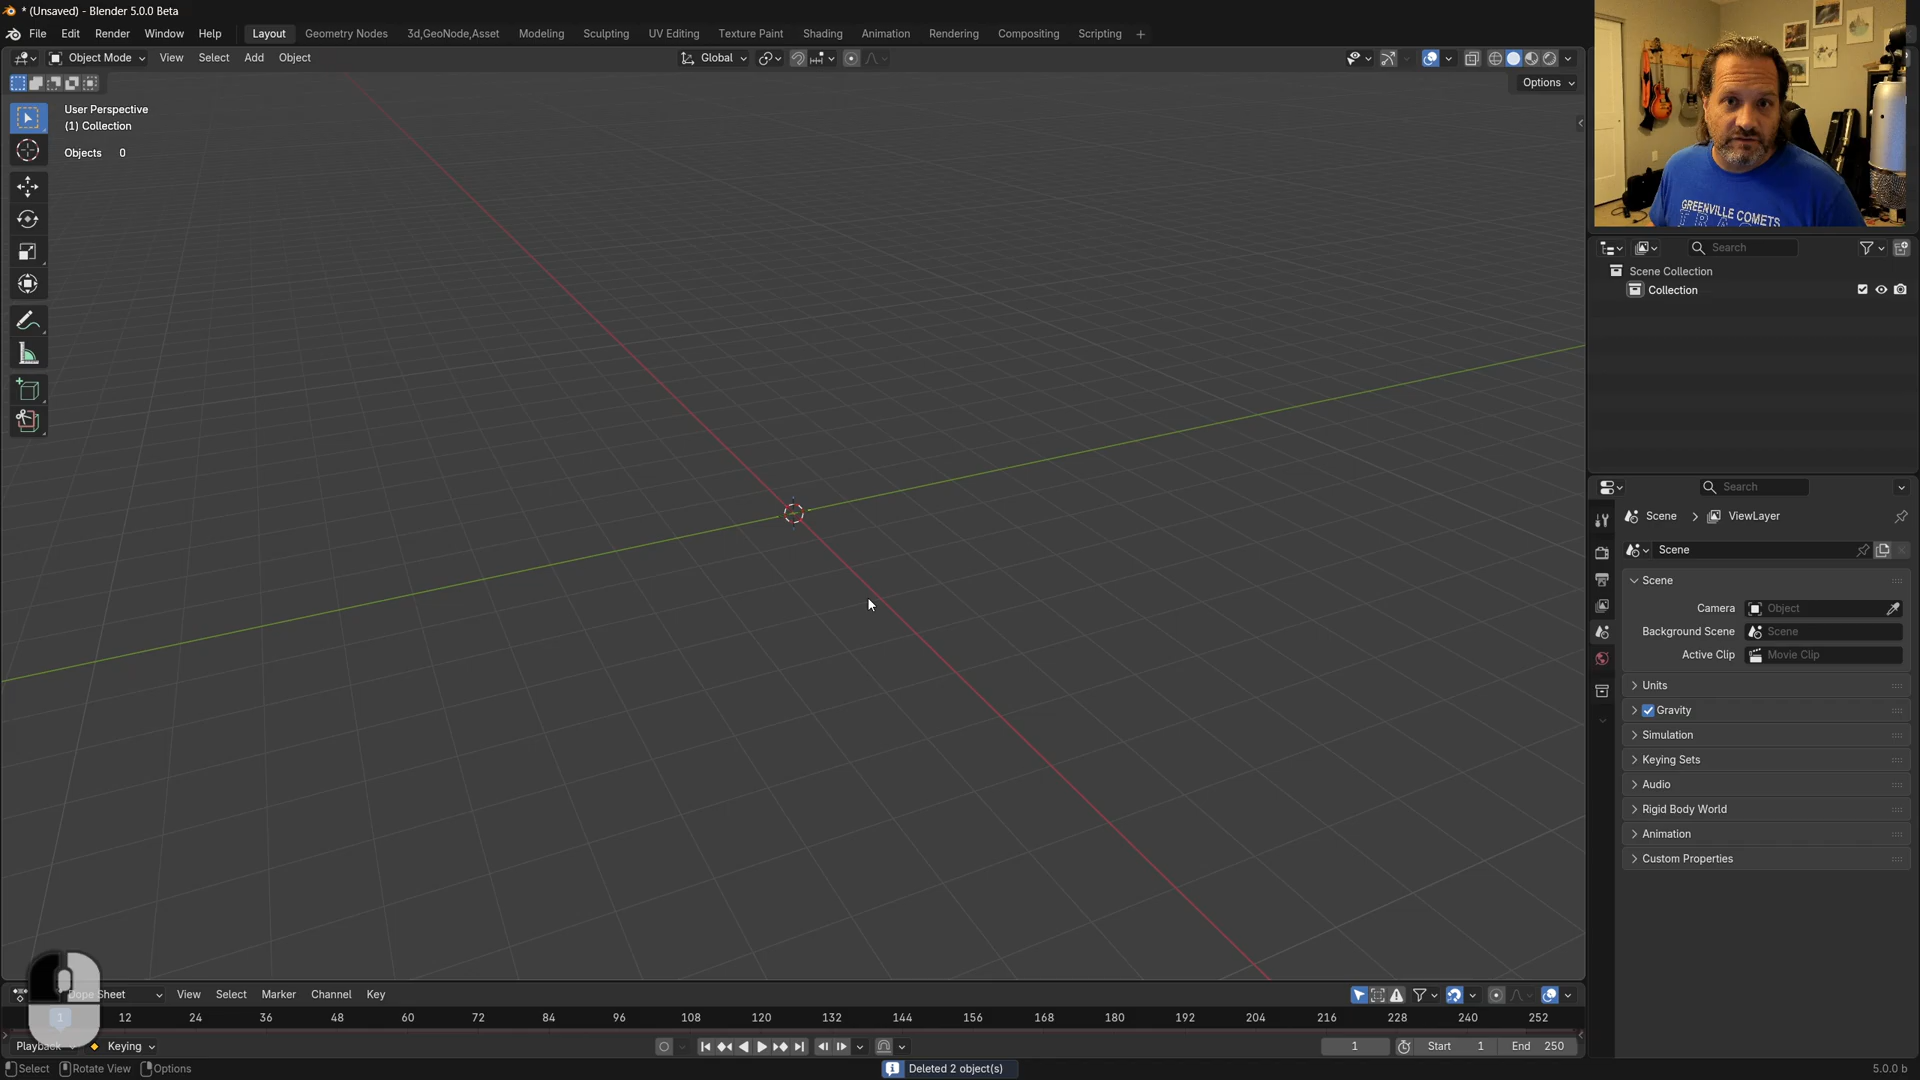 * (Unsaved) - Blender 5.0.0 Beta
File Edit Render Window Help Layout Geometry Nodes 3d,GeoNode,Asset Modeling Sculpting UV Editing Texture Paint Shading Animation Rendering Compositing Scripting +
Object Mode View Select Add Object Global
Options
User Perspective
(1) Collection
Objects 0
GREENVILLE COMETS
Search
Scene Collection
Collection
Search
Scene > ViewLayer
Scene
Scene
Camera Object
Background Scene Scene
Active Clip Movie Clip
Units
Gravity
Simulation
Keying Sets
Audio
Rigid Body World
Animation
Custom Properties
Dope Sheet View Select Marker Channel Key
1 12 24 36 48 60 72 84 96 108 120 132 144 156 168 180 192 204 216 228 240 252
Playback Keying 1 Start 1 End 250
Select Rotate View Options Deleted 2 object(s) 5.0.0 b